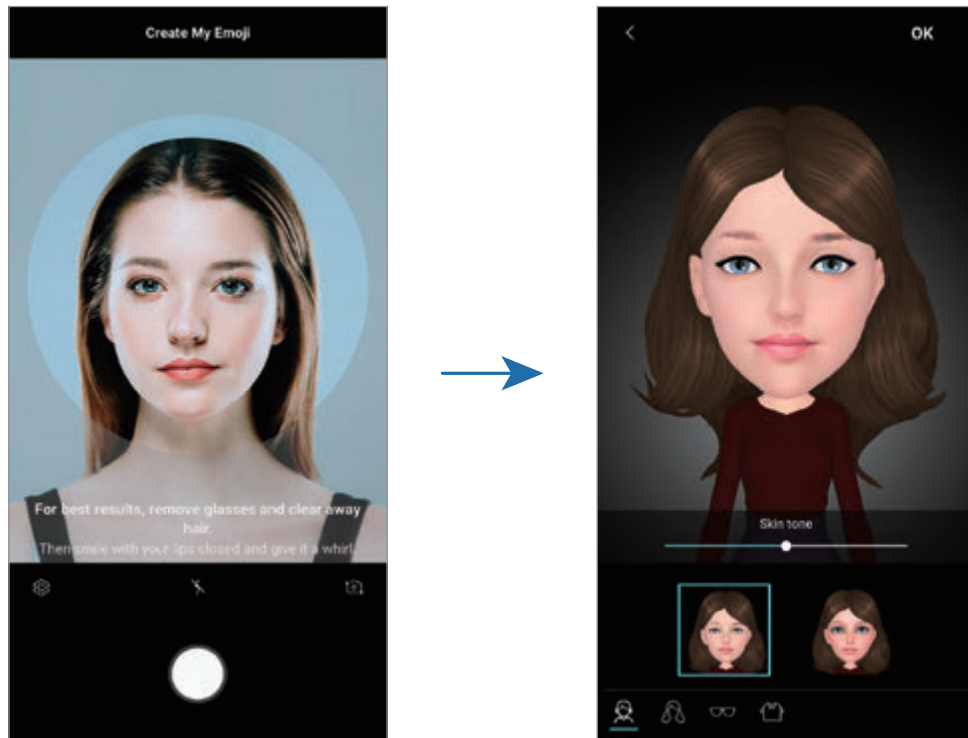 Create My Emoji
For best results, remove glasses and clear away
hair.
Then smile with your lips closed and give it a whirl.
OK
Skin tone